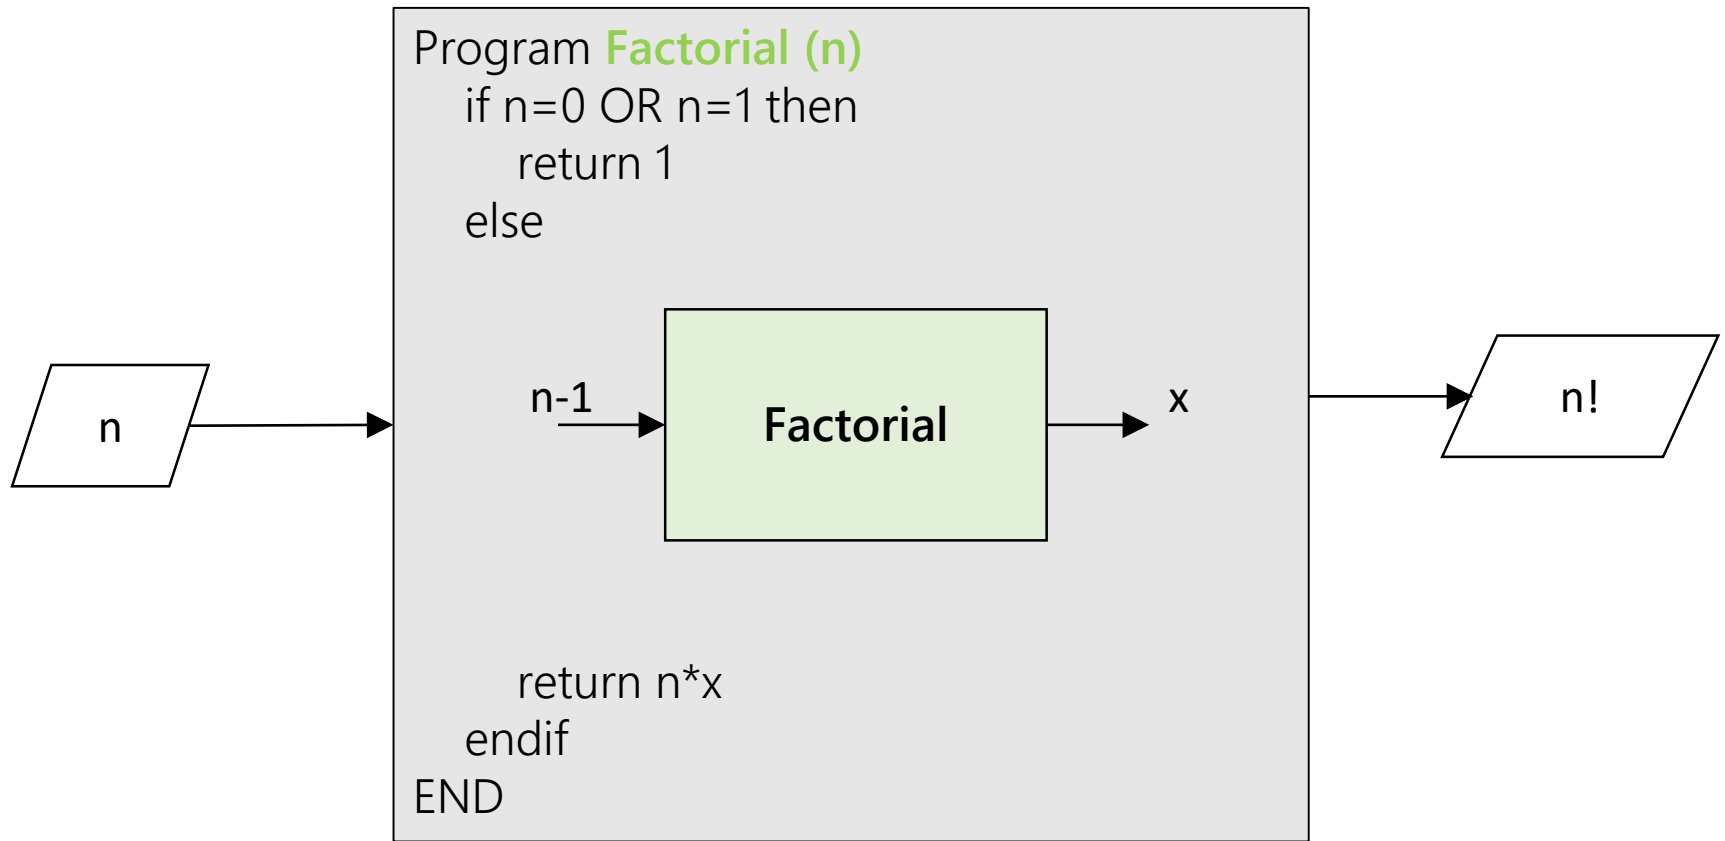 Program Factorial (n)
if n=0 OR n=1 then
return 1
else
n
n-1
Factorial
x
n!
return n*x
endif
END